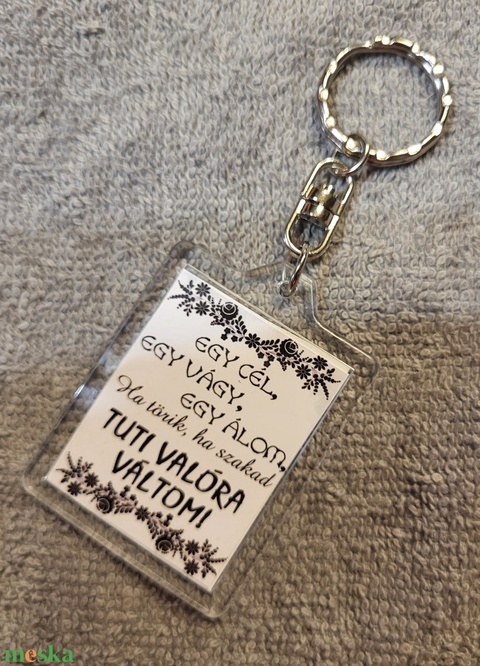 EGY CÉL,
EGY VÁGY,
EGY ÁLOM,
Ha törik, ha szakad
TUTI VALÓRA
VÁLTOM!
meska